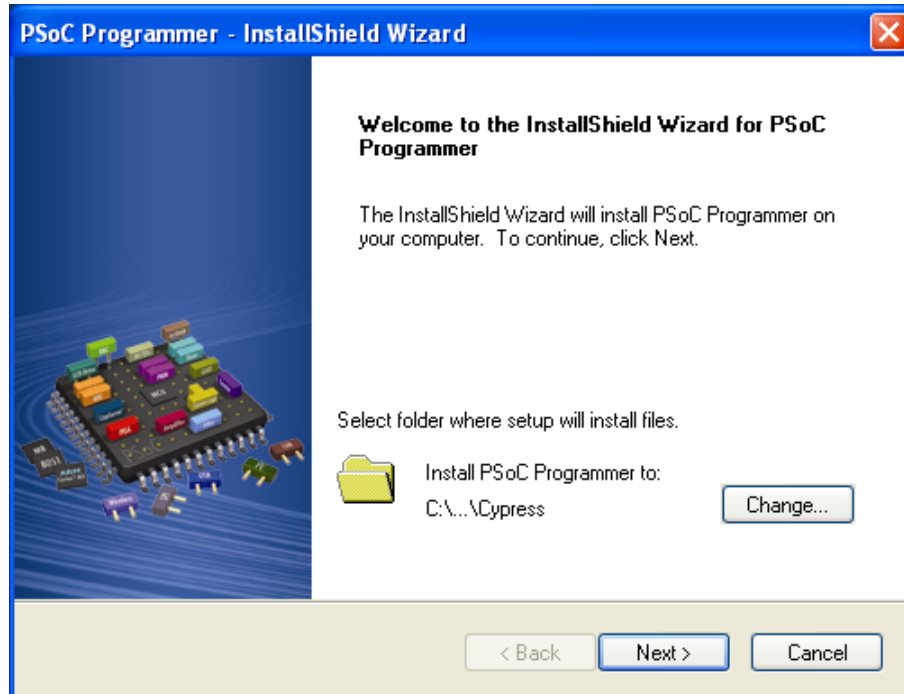 PSoC Programmer - InstallShield Wizard
Welcome to the InstallShield Wizard for PSoC
Programmer
The InstallShield Wizard will install PSoC Programmer on
your computer. To continue, click Next.
Select folder where setup will install files.
Install PSoC Programmer to:
C:\...\Cypress
Change...
< Back
Next >
Cancel